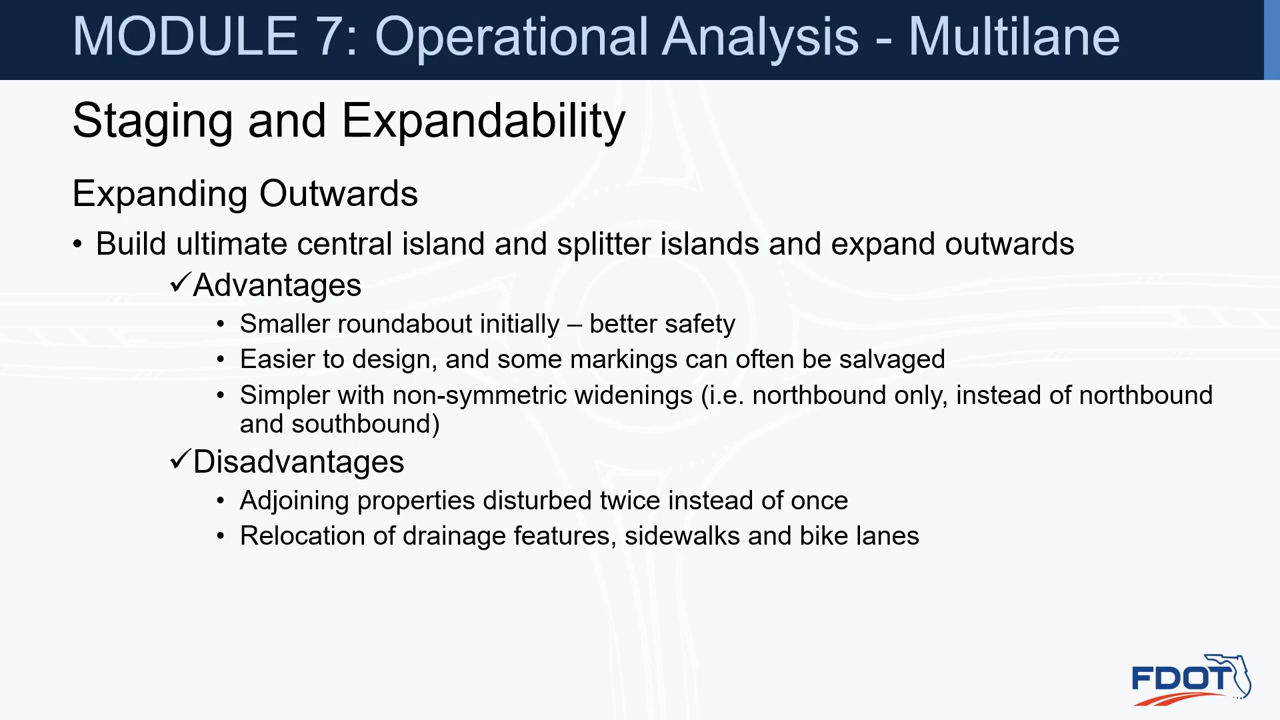 MODULE 7: Operational Analysis - Multilane
Staging and Expandability
Expanding Outwards
• Build ultimate central island and splitter islands and expand outwards
✓Advantages
• Smaller roundabout initially – better safety
• Easier to design, and some markings can often be salvaged
• Simpler with non-symmetric widenings (i.e. northbound only, instead of northbound
and southbound)
✓Disadvantages
• Adjoining properties disturbed twice instead of once
• Relocation of drainage features, sidewalks and bike lanes
FDOT